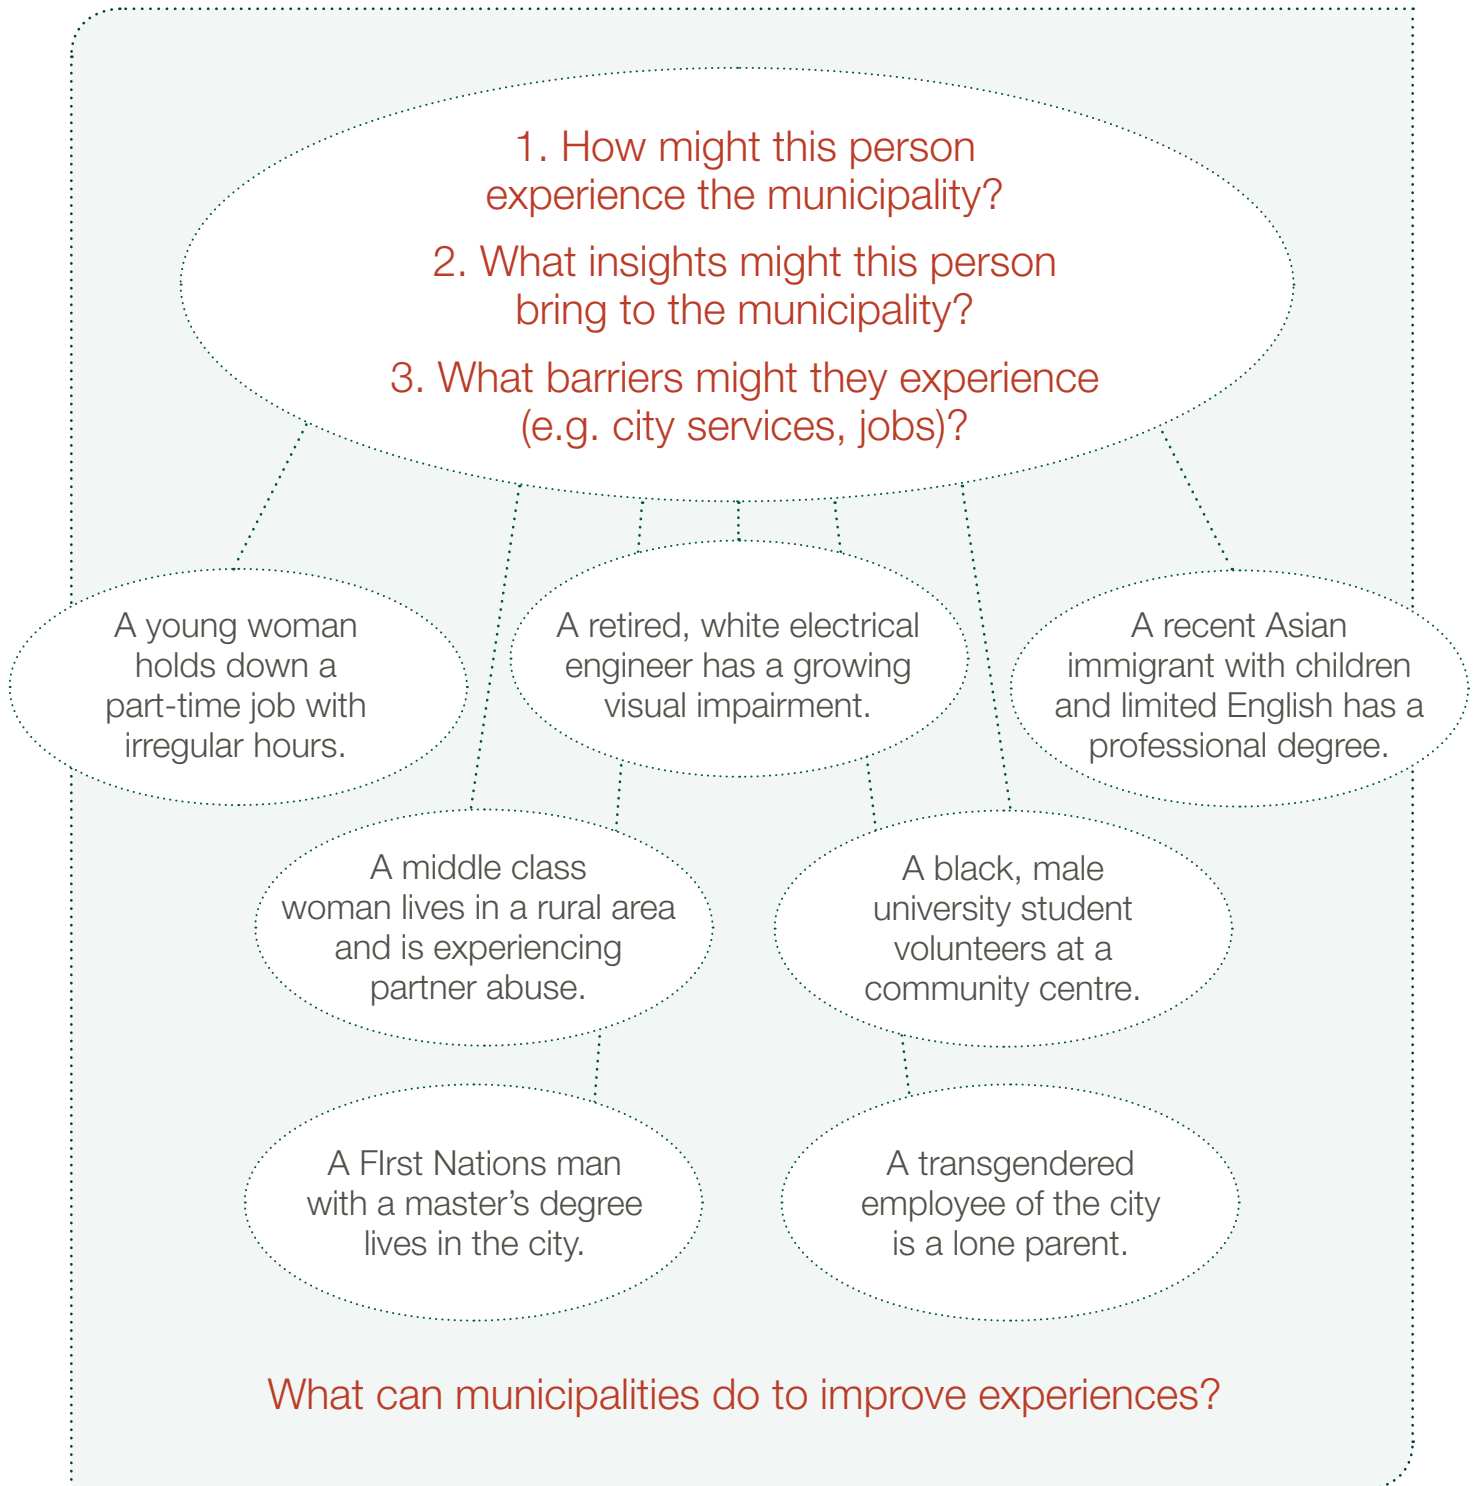 1. How might this person
experience the municipality?
2. What insights might this person
bring to the municipality?
3. What barriers might they experience
(e.g. city services, jobs)?
A young woman
holds down a
part-time job with
irregular hours.
A retired, white electrical
engineer has a growing
visual impairment.
A recent Asian
immigrant with children
and limited English has a
professional degree.
A middle class
woman lives in a rural area
and is experiencing
partner abuse.
A black, male
university student
volunteers at a
community centre.
A FIrst Nations man
with a master’s degree
lives in the city.
A transgendered
employee of the city
is a lone parent.
What can municipalities do to improve experiences?